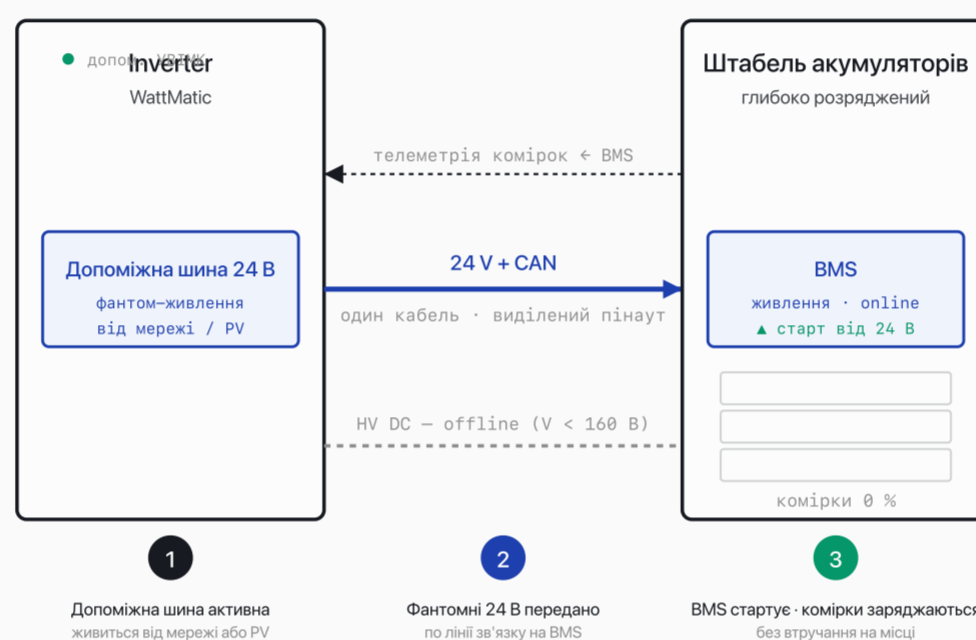 допом. УВІМК
Inverter
WattMatic
Штабель акумуляторів
глибоко розряджений
телеметрія комірок ← BMS
Допоміжна шина 24 В
фантом-живлення
від мережі / PV
24 V + CAN
один кабель · виділений пінаут
BMS
живлення · online
▲ старт від 24 В
HV DC — offline (V < 160 В)
комірки 0 %
1
2
3
Допоміжна шина активна
живиться від мережі або PV
Фантомні 24 В передано
по лінії зв'язку на BMS
BMS стартує · комірки заряджаються
без втручання на місці